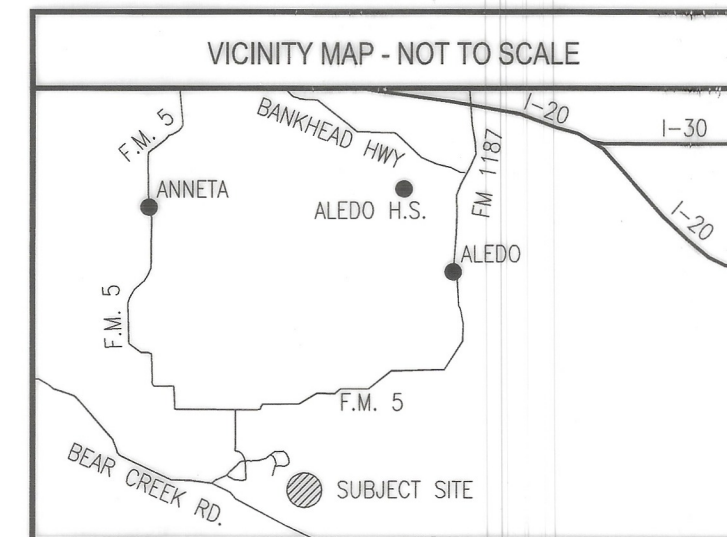 VICINITY MAP - NOT TO SCALE
F.M. 5
BANKHEAD HWY
I-20
I-30
FM 1187
ANNETA
ALEDO H.S.
I-20
ALEDO
F.M. 5
F.M. 5
BEAR CREEK RD.
SUBJECT SITE